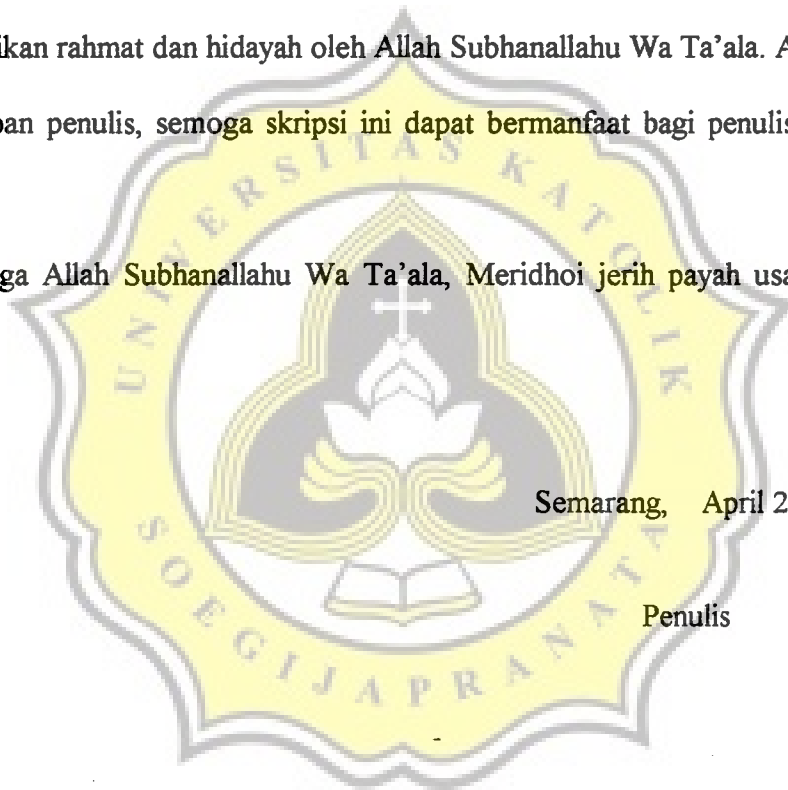 ikan rahmat dan hidayah oleh Allah Subhanallahu Wa Ta'ala. A
pan penulis, semoga skripsi ini dapat bermanfaat bagi penulis
ga Allah Subhanallahu Wa Ta'ala, Meridhoi jerih payah usa
Semarang, April 2
Penulis
UNIVERSITAS KATOLIK
SOEGIJAPRANATA